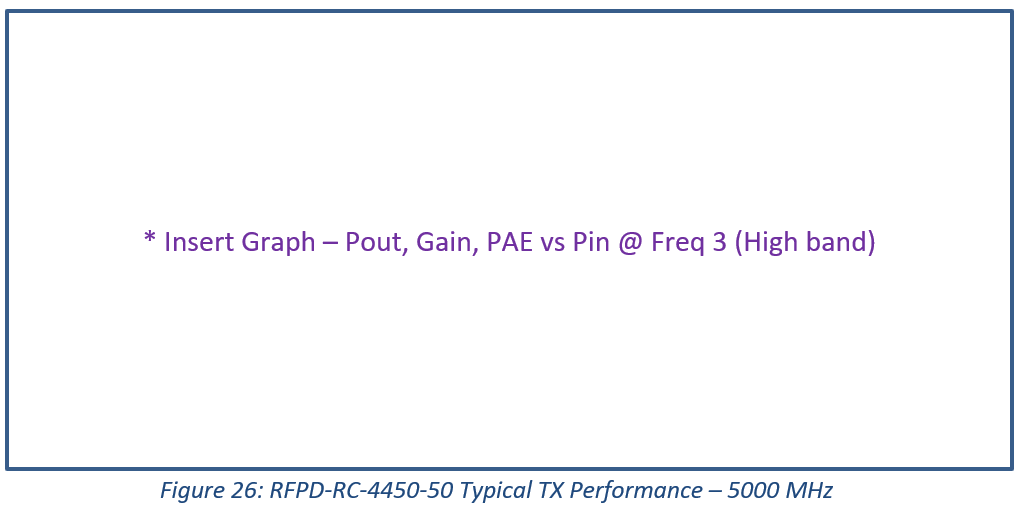 * Insert Graph – Pout, Gain, PAE vs Pin @ Freq 3 (High band)
Figure 26: RFPD-RC-4450-50 Typical TX Performance – 5000 MHz